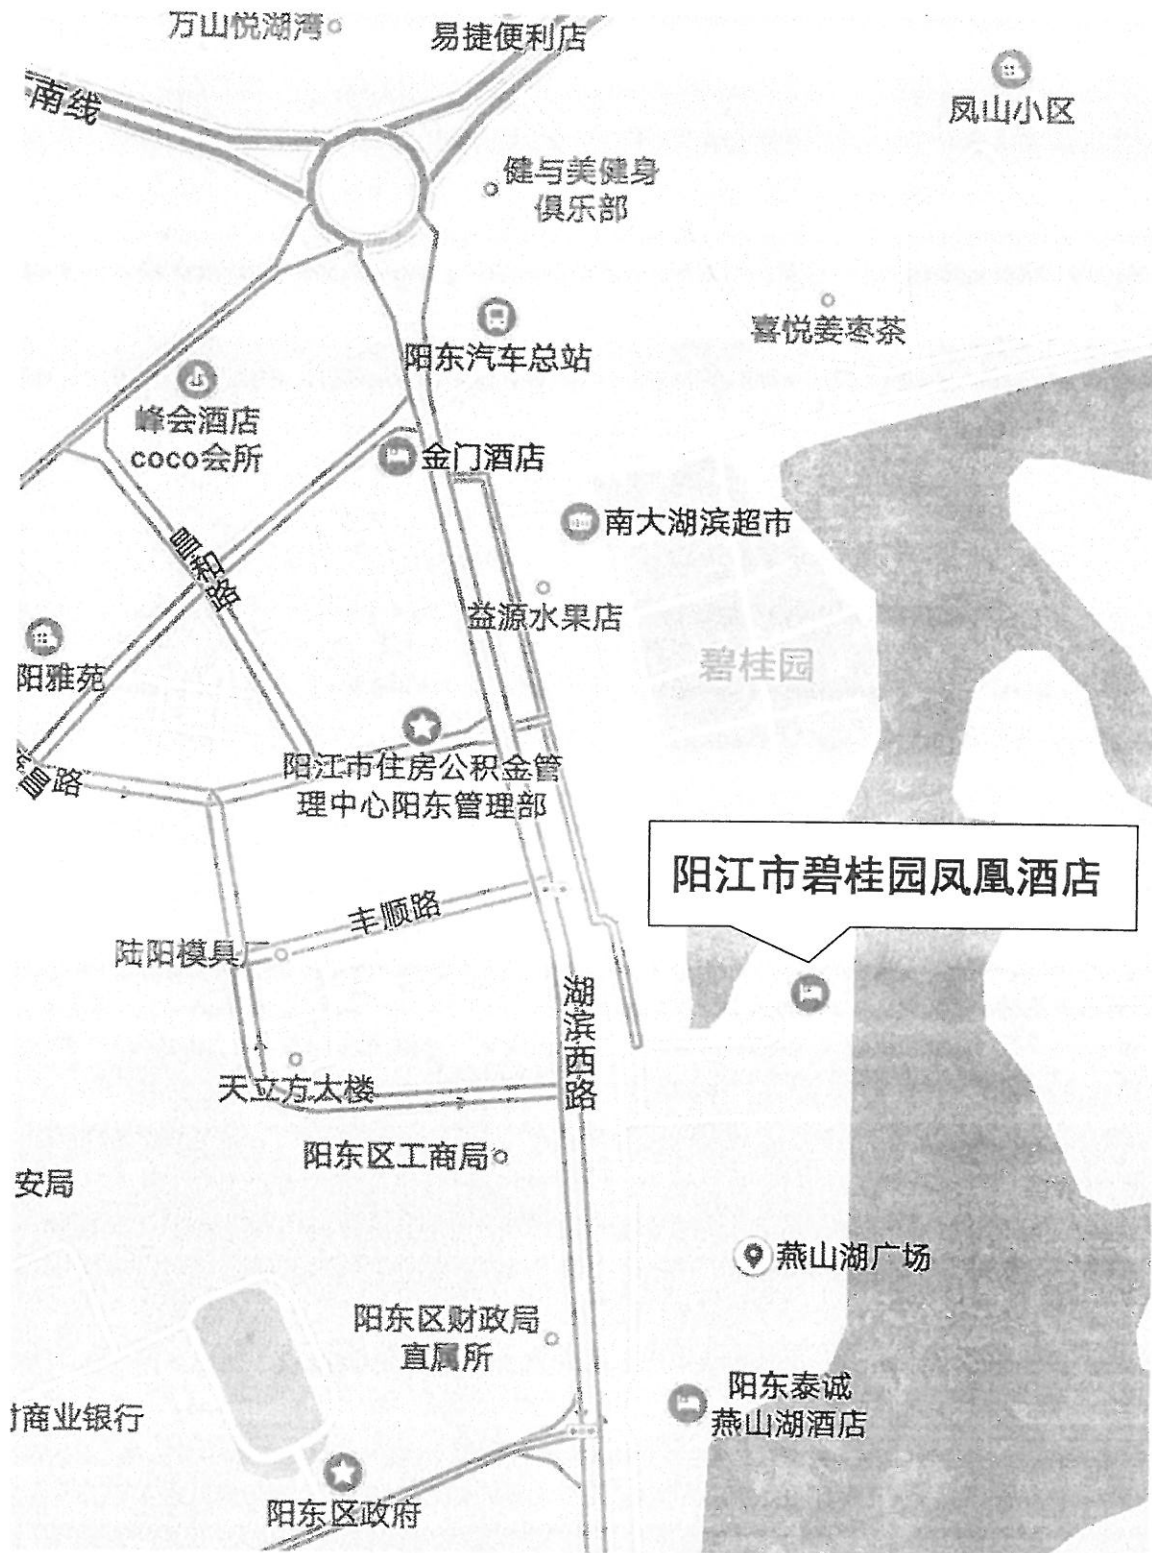 万山悦湖湾
易捷便利店
南线
凤山小区
健与美健身
俱乐部
喜悦姜枣茶
阳东汽车总站
峰会酒店
coco会所
金门酒店
南大湖滨超市
昌和路
益源水果店
碧桂园
阳雅苑
昌路
阳江市住房公积金管
理中心阳东管理部
阳江市碧桂园凤凰酒店
丰顺路
陆阳模具厂
湖滨西路
天立方大楼
阳东区工商局
安局
燕山湖广场
阳东区财政局
直属所
阳东泰诚
燕山湖酒店
商业银行
阳东区政府